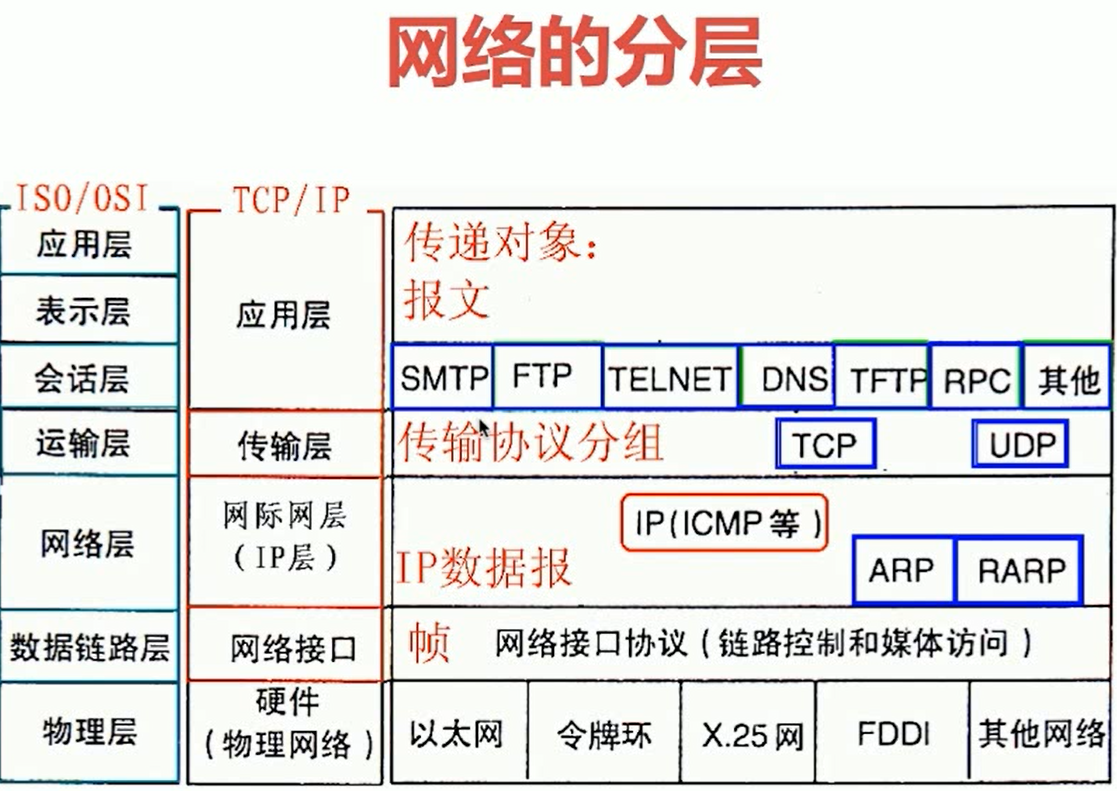 网络的分层
ISO/OSI
TCP/IP
应用层
表示层
会话层
运输层
网络层
数据链路层
物理层
应用层
传输层
网际网层
(IP层)
网络接口
硬件
(物理网络)
传递对象:
报文
SMTP FTP TELNET DNS TFTP RPC 其他
传输协议分组 TCP UDP
IP(ICMP等)
IP数据报 ARP RARP
帧 网络接口协议(链路控制和媒体访问)
以太网 令牌环 X.25网 FDDI 其他网络